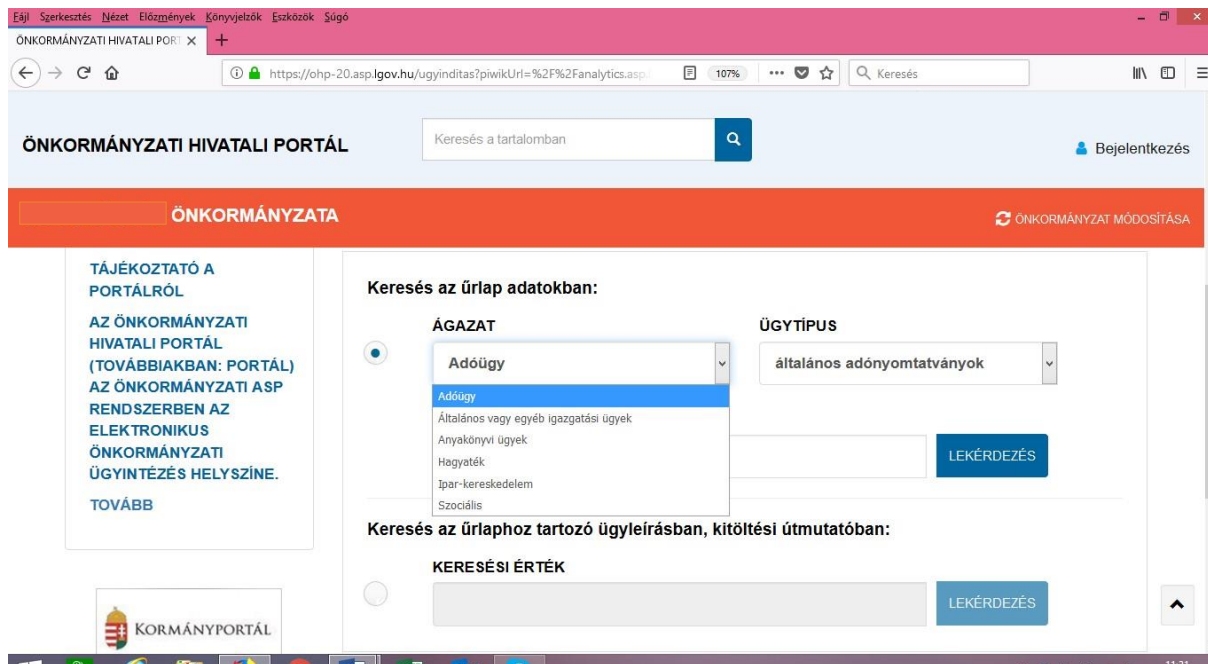 Fájl Szerkesztés Nézet Előzmények Könyvjelzők Eszközök Súgó
ÖNKORMÁNYZATI HIVATALI PORT
https://ohp-20.asp.lgov.hu/ugyinditas?piwikUrl=%2F%2Fanalytics.asp.
107%
Keresés
ÖNKORMÁNYZATI HIVATALI PORTÁL
Keresés a tartalomban
Bejelentkezés
ÖNKORMÁNYZATA
ÖNKORMÁNYZAT MÓDOSÍTÁSA
TÁJÉKOZTATÓ A
PORTÁLRÓL
AZ ÖNKORMÁNYZATI
HIVATALI PORTÁL
(TOVÁBBIAKBAN: PORTÁL)
AZ ÖNKORMÁNYZATI ASP
RENDSZERBEN AZ
ELEKTRONIKUS
ÖNKORMÁNYZATI
ÜGYINTÉZÉS HELYSZÍNE.
TOVÁBB
KORMÁNYPORTÁL
Keresés az űrlap adatokban:
ÁGAZAT
ÜGYTÍPUS
Adóügy
általános adónyomtatványok
Adóügy
Általános vagy egyéb igazgatási ügyek
Anyakönyvi ügyek
Hagyaték
Ipar-kereskedelem
Szociális
LEKÉRDEZÉS
Keresés az űrlaphoz tartozó ügyleírásban, kitöltési útmutatóban:
KERESÉSI ÉRTÉK
LEKÉRDEZÉS
11:21